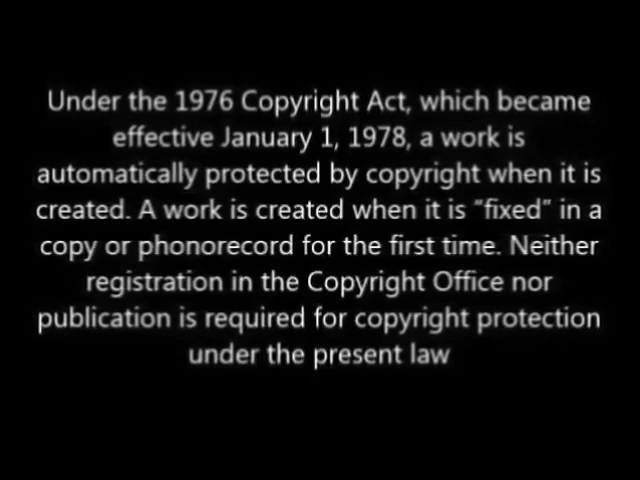 Under the 1976 Copyright Act, which became
effective January 1, 1978, a work is
automatically protected by copyright when it is
created. A work is created when it is “fixed” in a
copy or phonorecord for the first time. Neither
registration in the Copyright Office nor
publication is required for copyright protection
under the present law